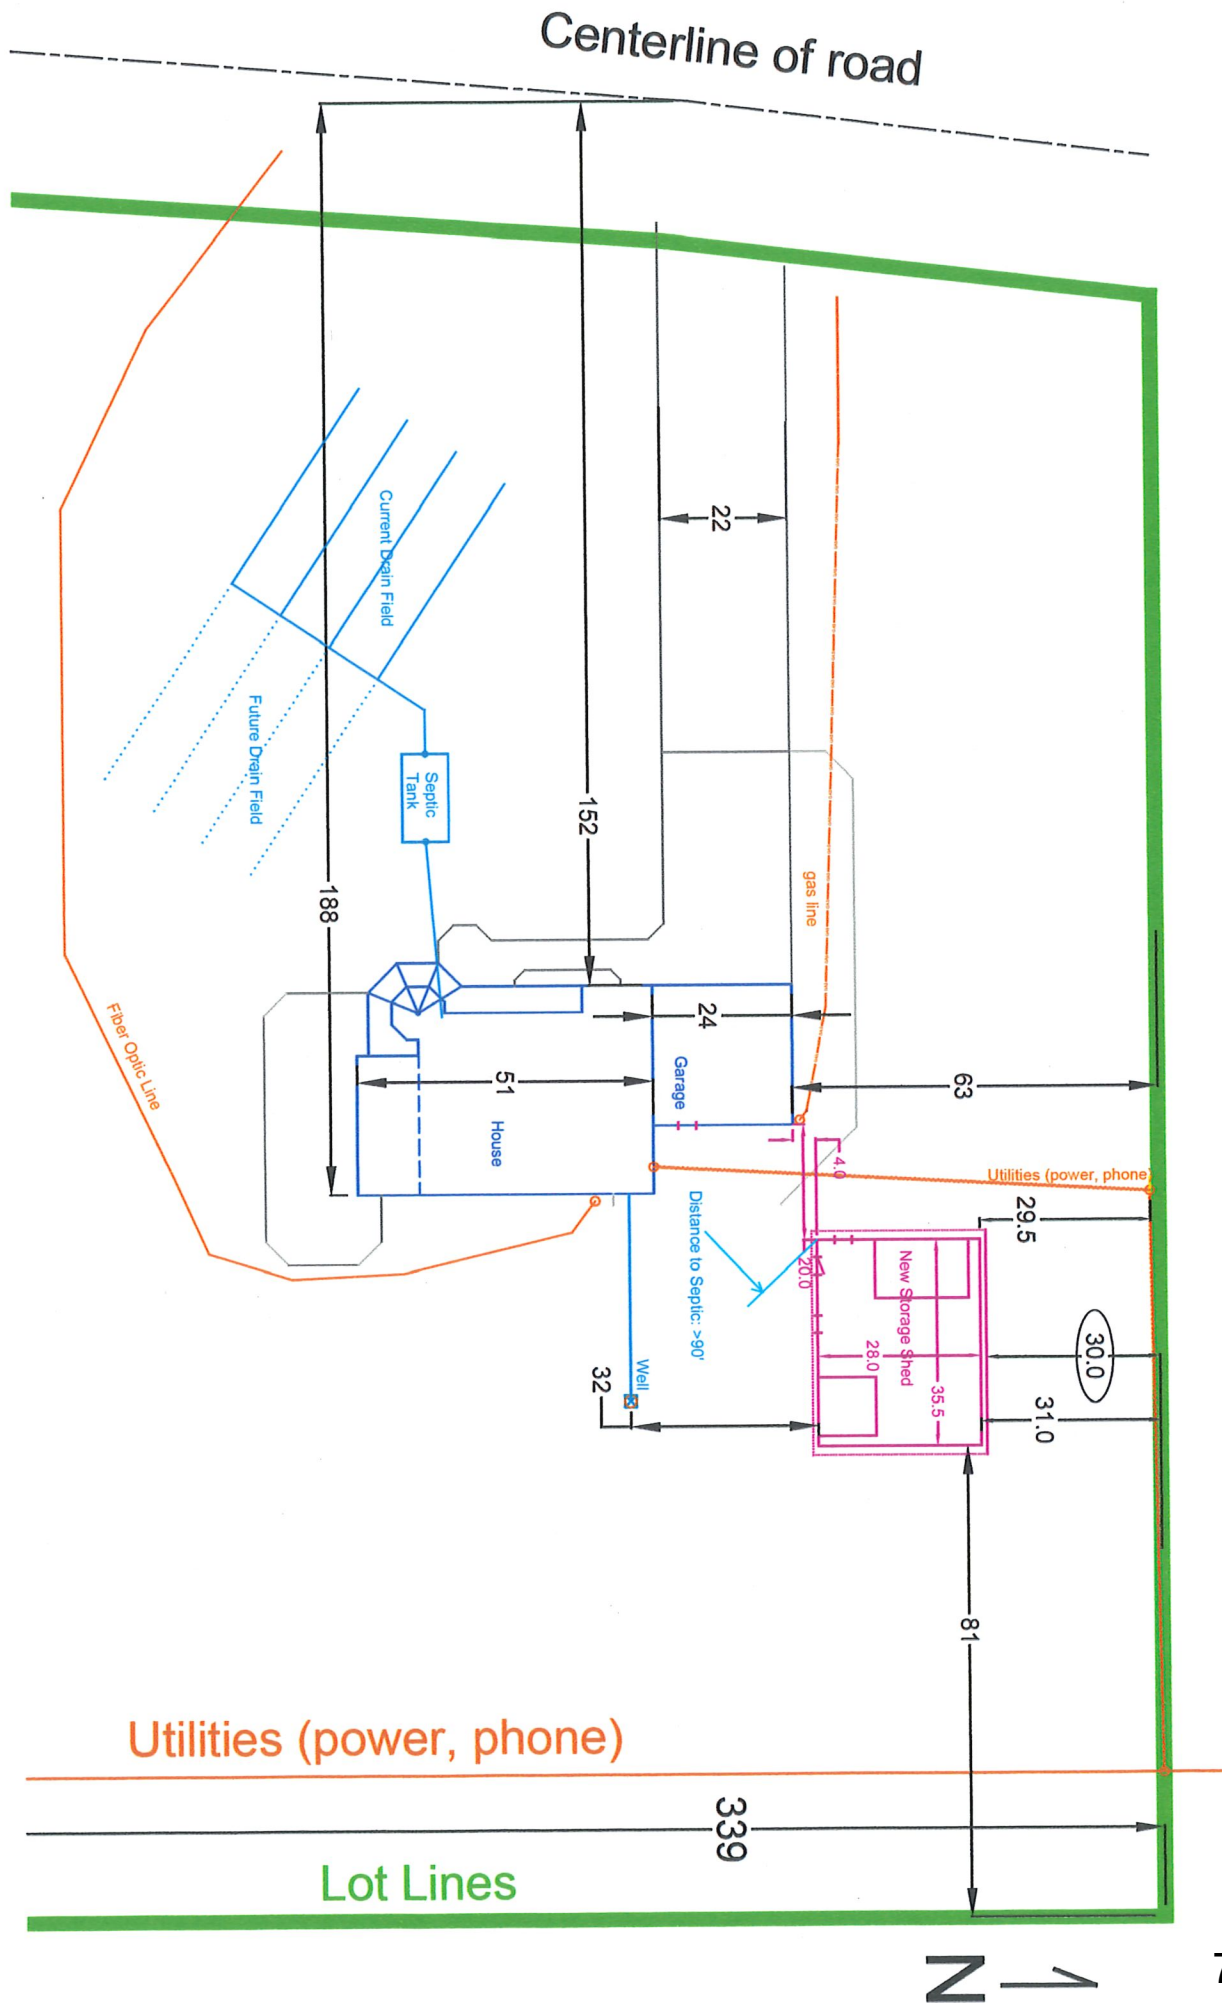 Centerline of road
22
Current Drain Field
Future Drain Field
Septic
Tank
152
188
gas line
Fiber Optic Line
24
63
51
Garage
House
4.0
Utilities (power, phone)
29.5
Distance to Septic: >90'
20.0
New Storage Shed
28.0
35.5
30.0
31.0
Well
32
81
Utilities (power, phone)
339
Lot Lines
N
7